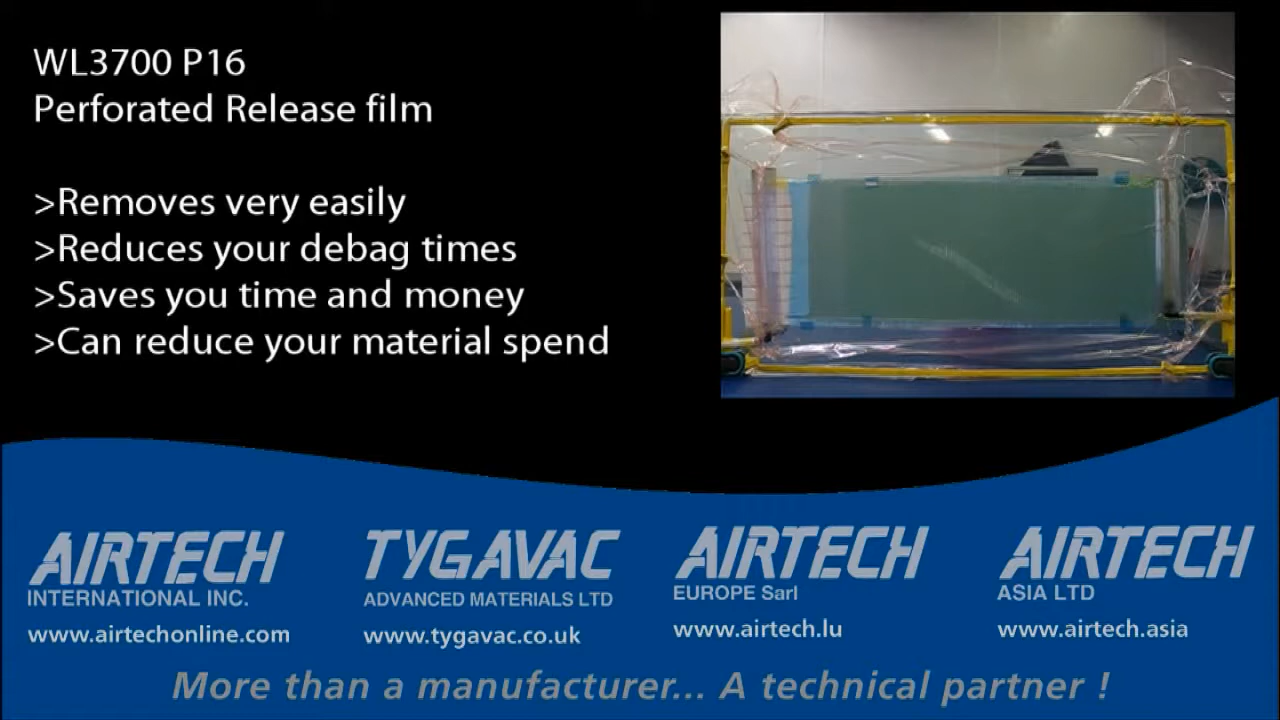 WL3700 P16
Perforated Release film
>Removes very easily
>Reduces your debag times
>Saves you time and money
>Can reduce your material spend
AIRTECH
INTERNATIONAL INC.
www.airtechonline.com
TYGAVAC
ADVANCED MATERIALS LTD
www.tygavac.co.uk
AIRTECH
EUROPE Sarl
www.airtech.lu
AIRTECH
ASIA LTD
www.airtech.asia
More than a manufacturer... A technical partner !